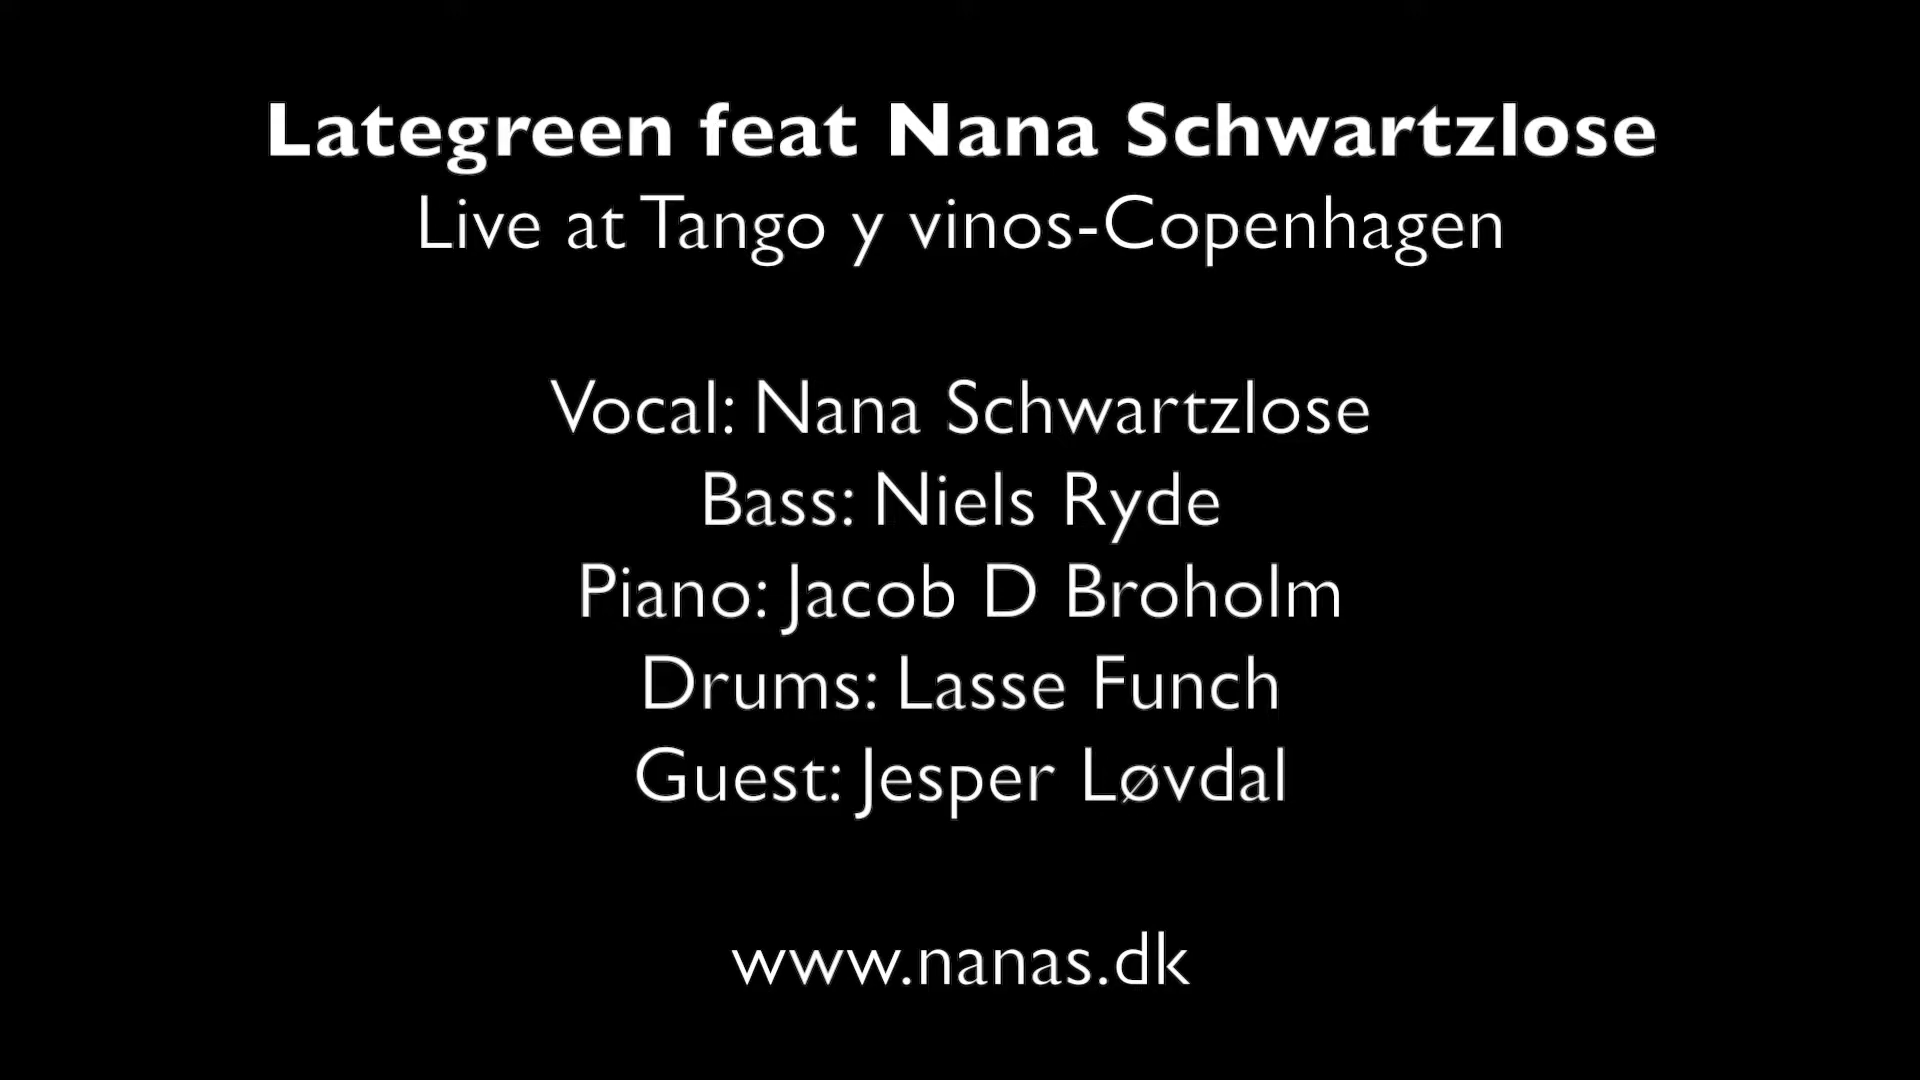 Lategreen feat Nana Schwartzlose
Live at Tango y vinos-Copenhagen
Vocal: Nana Schwartzlose
Bass: Niels Ryde
Piano: Jacob D Broholm
Drums: Lasse Funch
Guest: Jesper Løvdal
www.nanas.dk